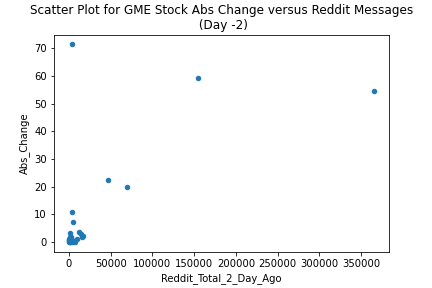 Scatter Plot for GME Stock Abs Change versus Reddit Messages
(Day -2)
70
60
50
40
30
20
10
0
Abs_Change
0 50000 100000 150000 200000 250000 300000 350000
Reddit_Total_2_Day_Ago